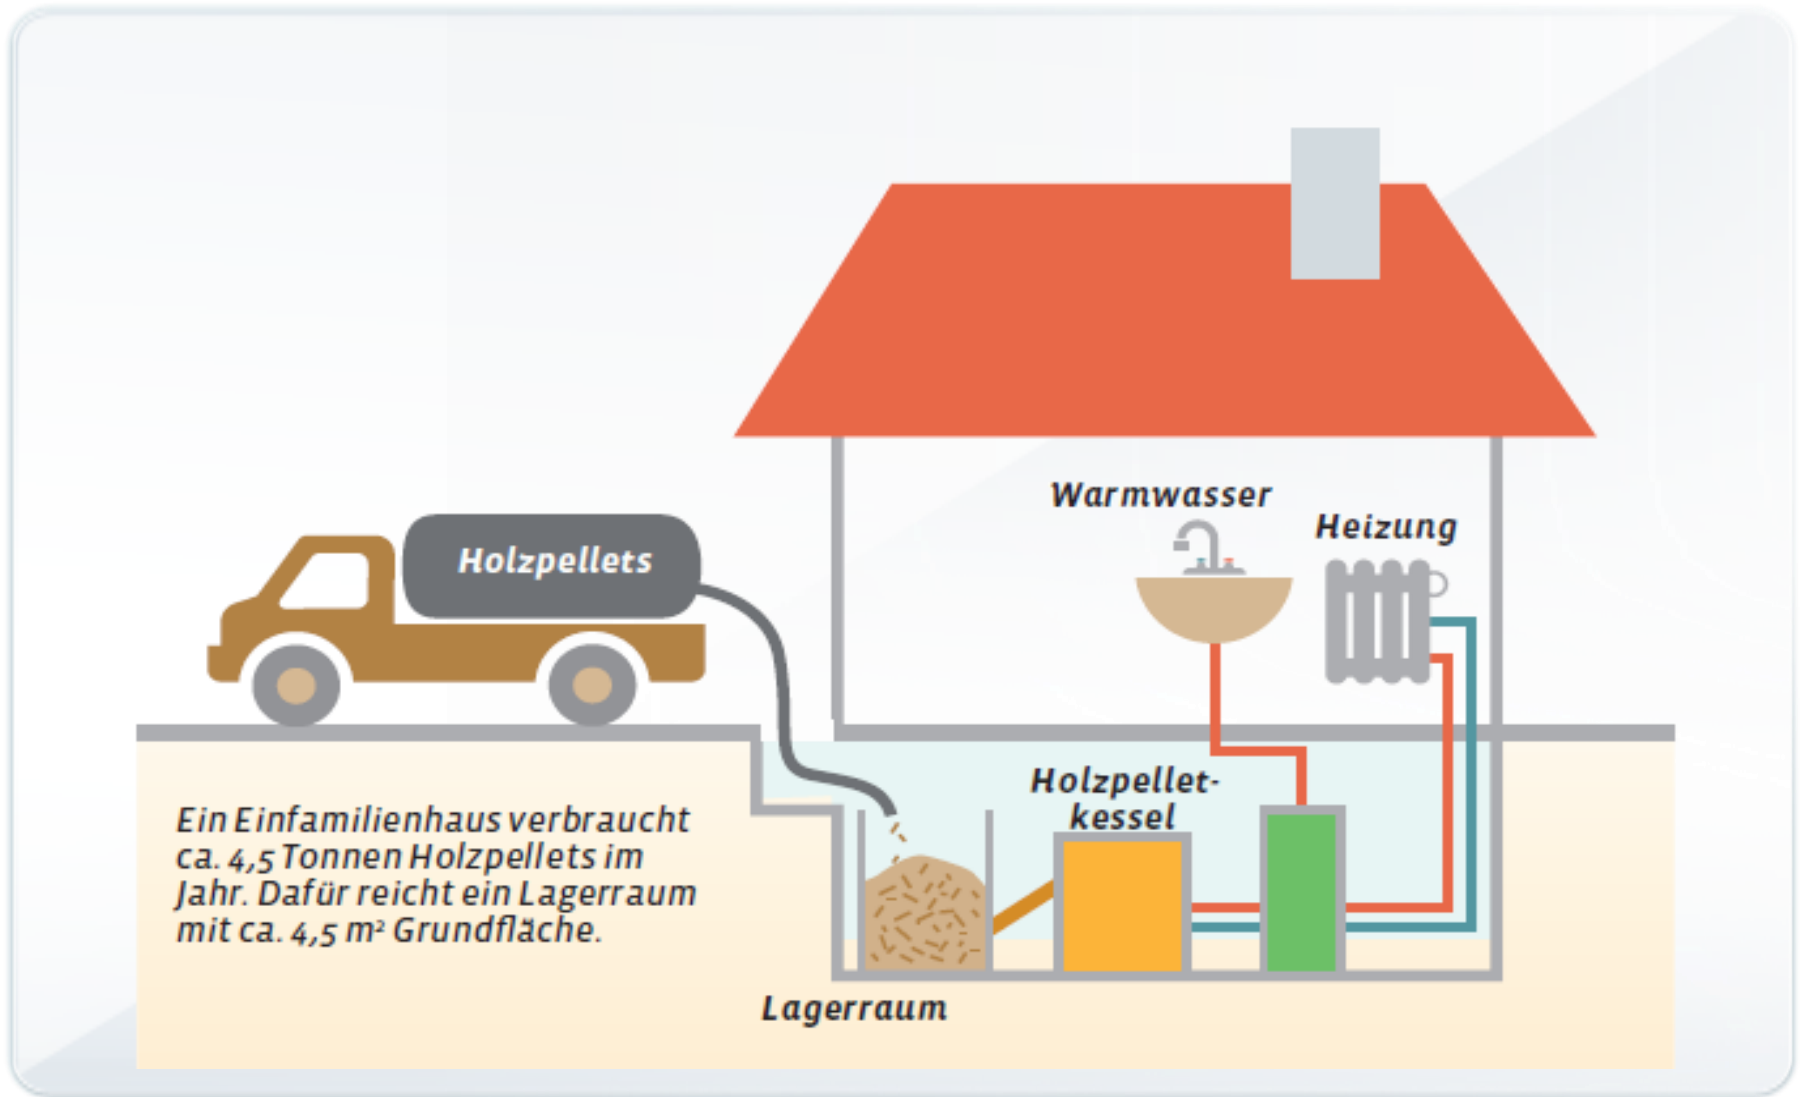 Warmwasser
Heizung
Holzpellets
Holzpellet-
kessel
Ein Einfamilienhaus verbraucht
ca. 4,5 Tonnen Holzpellets im
Jahr. Dafür reicht ein Lagerraum
mit ca. 4,5 m² Grundfläche.
Lagerraum